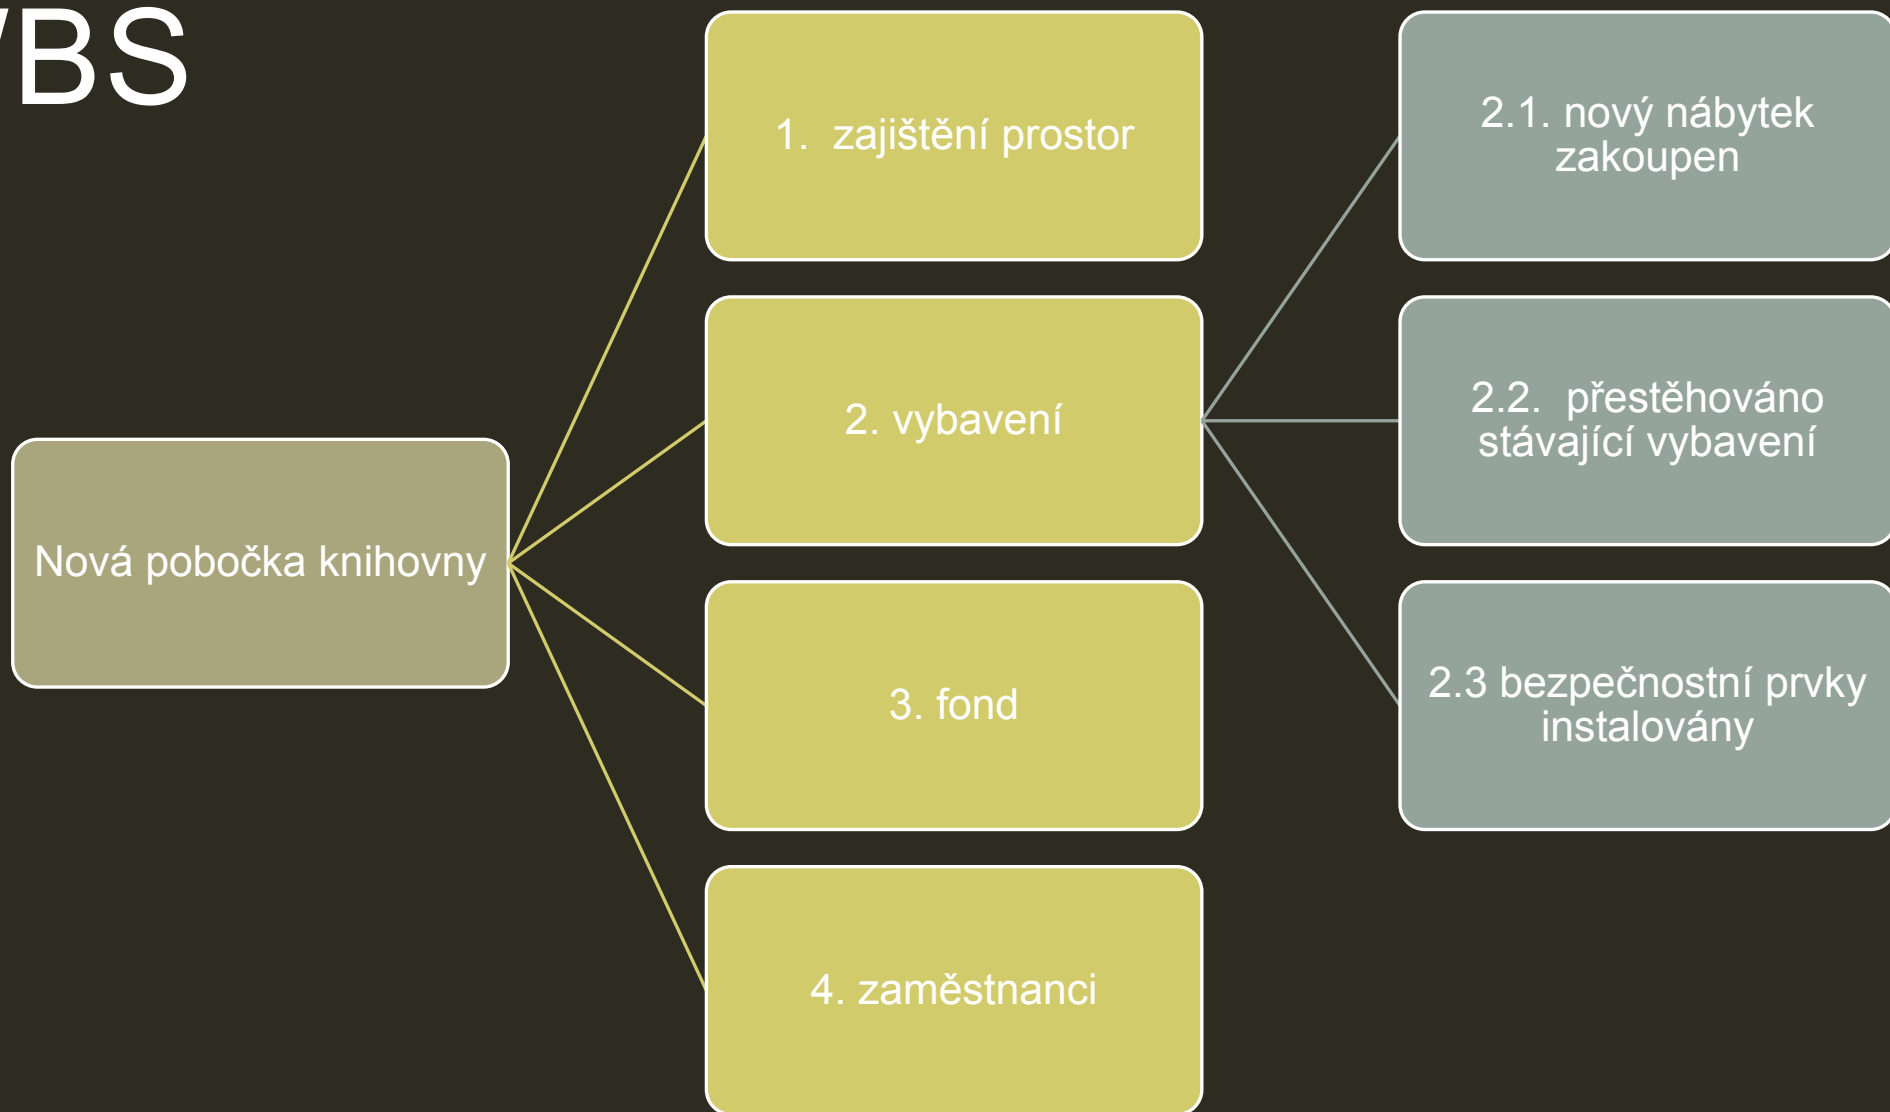 WBS
1. zajištění prostor
2.1. nový nábytek
zakoupen
2. vybavení
2.2. přestěhováno
stávající vybavení
Nová pobočka knihovny
3. fond
2.3 bezpečnostní prvky
instalovány
4. zaměstnanci